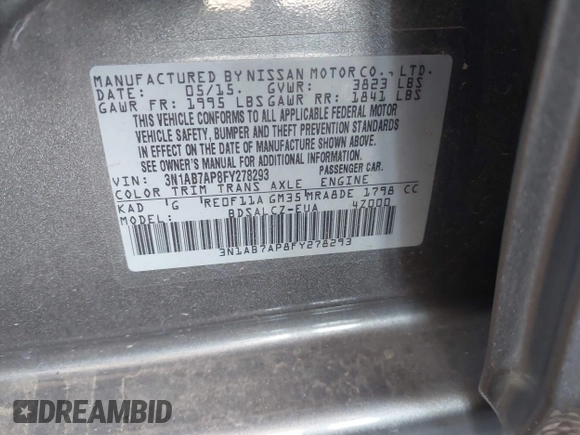 MANUFACTURED BY NISSAN MOTOR CO., LTD.
DATE: 05/15. GVWR: 3823 LBS
GAWR FR: 1995 LBS GAWR RR: 1841 LBS
THIS VEHICLE CONFORMS TO ALL APPLICABLE FEDERAL MOTOR
VEHICLE SAFETY, BUMPER AND THEFT PREVENTION STANDARDS
IN EFFECT ON THE DATE OF MANUFACTURE SHOWN ABOVE.
SEE OWNER'S MANUAL FOR ADDITIONAL INFORMATION.
VIN: 3N1AB7AP8FY278293 PASSENGER CAR.
COLOR TRIM TRANS AXLE ENGINE
KAD G RE0F11A GM35 MRA8DE 1798 CC
MODEL: BDSALCZ-EUA 47000
3N1AB7AP8FY278293
DREAMBID